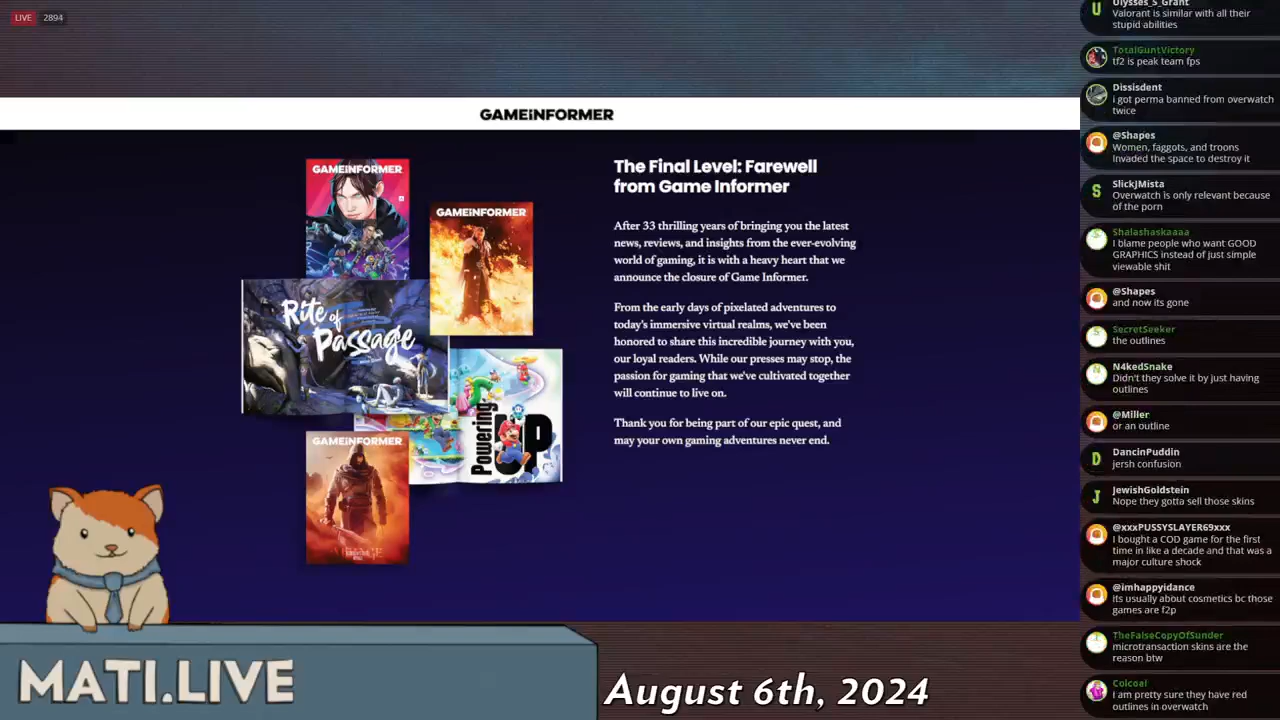 LIVE 2894
GAMEINFORMER
GAMEINFORMER
GAMEINFORMER
Rite of
Passage
Powering
UP
GAMEINFORMER
The Final Level: Farewell
from Game Informer
After 33 thrilling years of bringing you the latest
news, reviews, and insights from the ever-evolving
world of gaming, it is with a heavy heart that we
announce the closure of Game Informer.
From the early days of pixelated adventures to
today's immersive virtual realms, we've been
honored to share this incredible journey with you,
our loyal readers. While our presses may stop, the
passion for gaming that we've cultivated together
will continue to live on.
Thank you for being part of our epic quest, and
may your own gaming adventures never end.
MATI.LIVE
August 6th, 2024
U
Ulysses_S_Grant
Valorant is similar with all their
stupid abilities
TotalGuntVictory
tf2 is peak team fps
Dissisdent
i got perma banned from overwatch
twice
@Shapes
Women, faggots, and troons
Invaded the space to destroy it
S
SlickJMista
Overwatch is only relevant because
of the porn
Shalashaskaaaa
I blame people who want GOOD
GRAPHICS instead of just simple
viewable shit
@Shapes
and now its gone
SecretSeeker
the outlines
N4kedSnake
Didn't they solve it by just having
outlines
@Miller
or an outline
D
DancinPuddin
jersh confusion
J
JewishGoldstein
Nope they gotta sell those skins
@xxxPUSSYSLAYER69xxx
I bought a COD game for the first
time in like a decade and that was a
major culture shock
@imhappyidance
Its usually about cosmetics bc those
games are f2p
TheFalseCopyOfSunder
microtransaction skins are the
reason btw
Colcoal
I am pretty sure they have red
outlines in overwatch